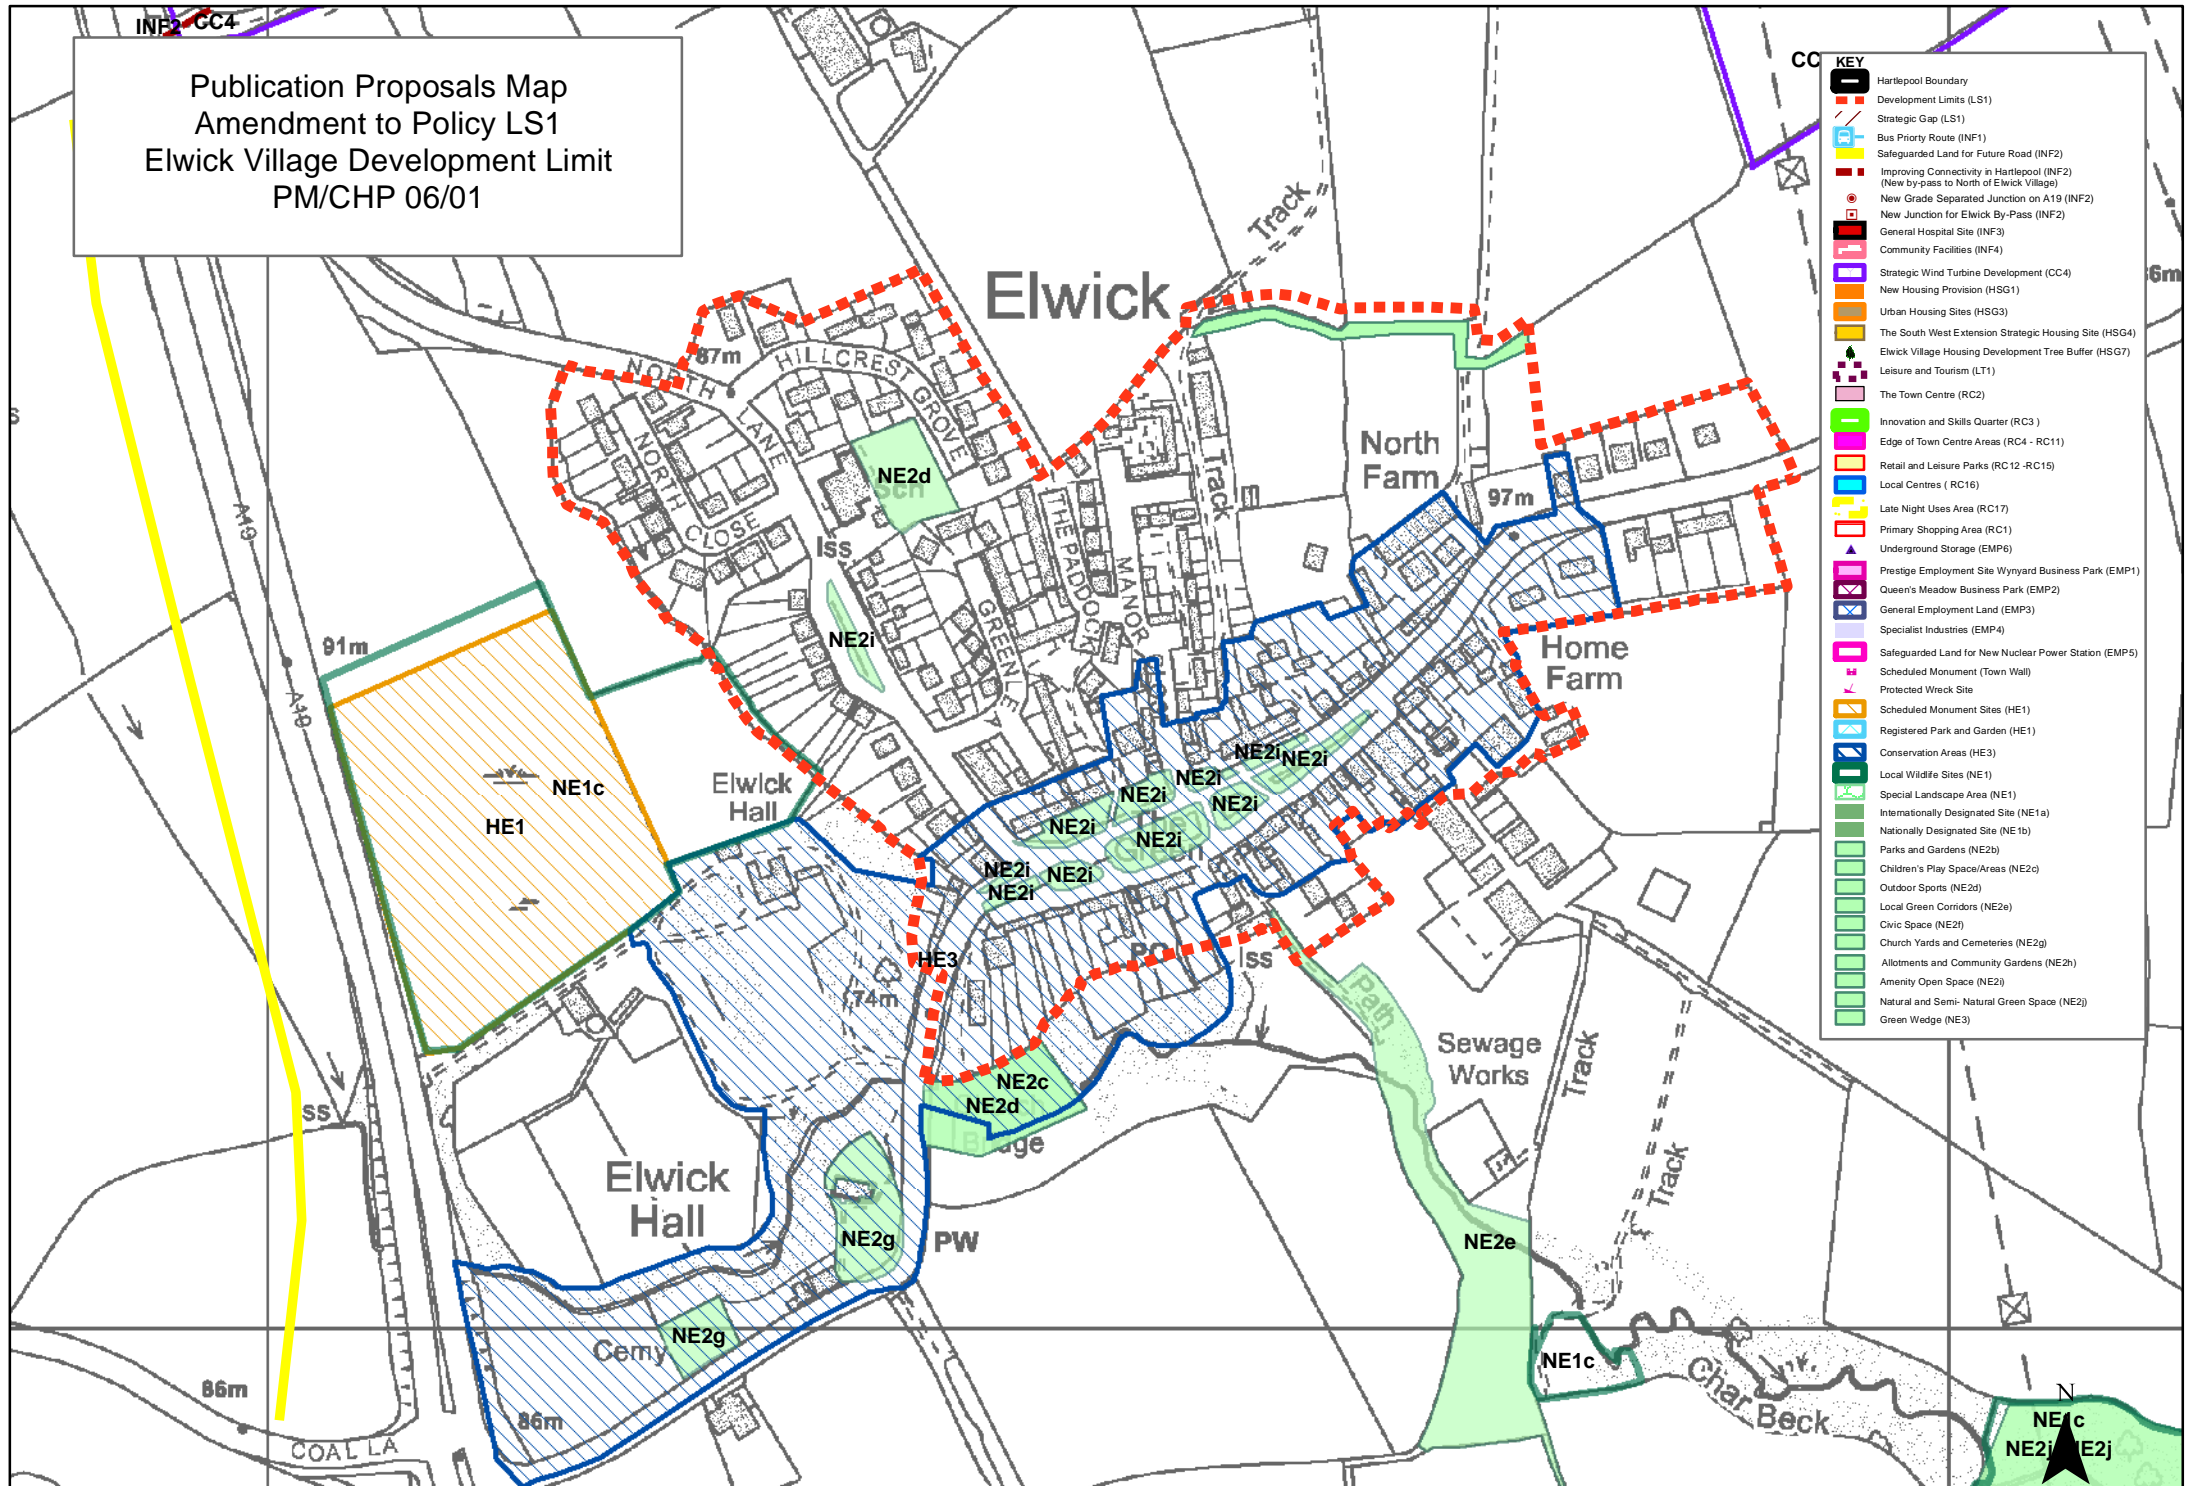 INF2 CC4
Publication Proposals Map
Amendment to Policy LS1
Elwick Village Development Limit
PM/CHP 06/01
CC
KEY
Hartlepool Boundary
Development Limits (LS1)
Strategic Gap (LS1)
Bus Priorty Route (INF1)
Safeguarded Land for Future Road (INF2)
Improving Connectivity in Hartlepool (INF2)
(New by-pass to North of Elwick Village)
New Grade Separated Junction on A19 (INF2)
New Junction for Elwick By-Pass (INF2)
General Hospital Site (INF3)
Community Facilities (INF4)
Strategic Wind Turbine Development (CC4)
New Housing Provision (HSG1)
Urban Housing Sites (HSG3)
The South West Extension Strategic Housing Site (HSG4)
Elwick Village Housing Development Tree Buffer (HSG7)
Leisure and Tourism (LT1)
The Town Centre (RC2)
Innovation and Skills Quarter (RC3 )
Edge of Town Centre Areas (RC4 - RC11)
Retail and Leisure Parks (RC12 -RC15)
Local Centres ( RC16)
Late Night Uses Area (RC17)
Primary Shopping Area (RC1)
Underground Storage (EMP6)
Prestige Employment Site Wynyard Business Park (EMP1)
Queen's Meadow Business Park (EMP2)
General Employment Land (EMP3)
Specialist Industries (EMP4)
Safeguarded Land for New Nuclear Power Station (EMP5)
Scheduled Monument (Town Wall)
Protected Wreck Site
Scheduled Monument Sites (HE1)
Registered Park and Garden (HE1)
Conservation Areas (HE3)
Local Wildlife Sites (NE1)
Special Landscape Area (NE1)
Internationally Designated Site (NE1a)
Nationally Designated Site (NE1b)
Parks and Gardens (NE2b)
Children's Play Space/Areas (NE2c)
Outdoor Sports (NE2d)
Local Green Corridors (NE2e)
Civic Space (NE2f)
Church Yards and Cemeteries (NE2g)
Allotments and Community Gardens (NE2h)
Amenity Open Space (NE2i)
Natural and Semi- Natural Green Space (NE2j)
Green Wedge (NE3)
6m
Track
Elwick
87m
NORTH LANE
HILLCREST GROVE
NORTH CLOSE
NE2d
Sch
Iss
NE2i
THE PADDOCK
MANOR
Track
GREENLEY
North
Farm
97m
Home
Farm
A19
A19
91m
NE1c
HE1
Elwick
Hall
NE2i
NE2i
NE2i
NE2i
NE2i
NE2i
The
NE2i
Green
NE2i
NE2i
NE2i
HE3
74m
PO
Iss
Path
Sewage
Works
Track
Track
NE2c
NE2d
Bridge
ss
Elwick
Hall
NE2g
PW
NE2e
NE2g
Cemy
NE1c
Char Beck
86m
86m
COAL LA
N
NE1c
NE2j NE2j